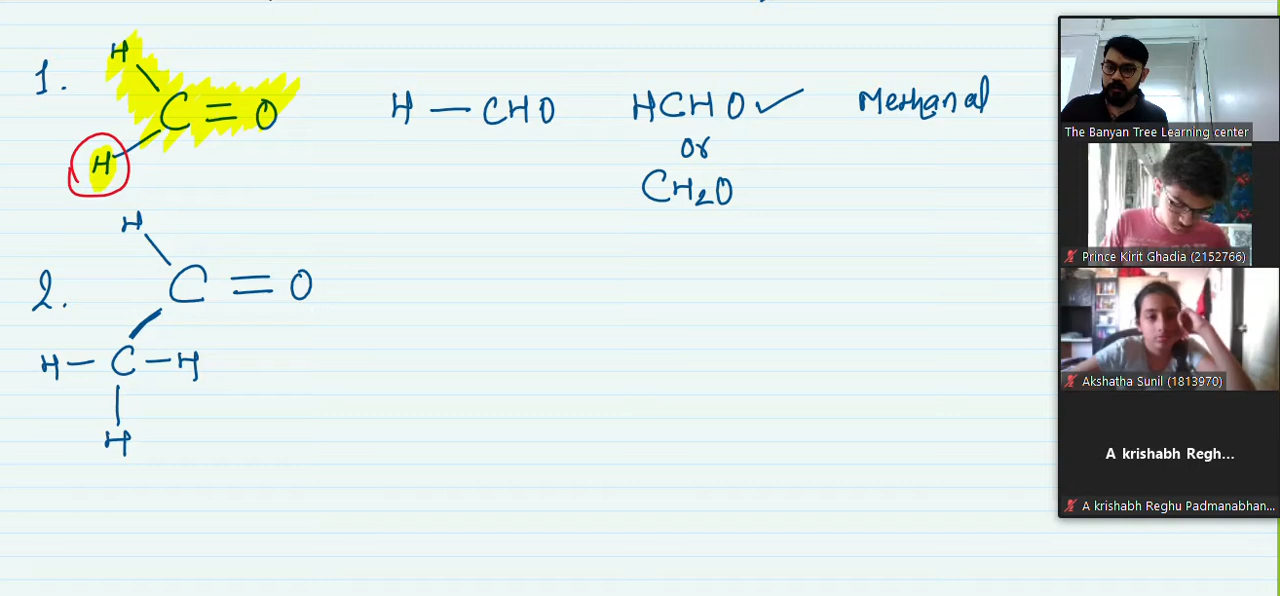 H
1. C = O H — CHO HCHO ✓ Methanal
H or
CH₂O
H
2. C = O
H — C — H
H
The Banyan Tree Learning center
Prince Kirit Ghadia (2152766)
Akshatha Sunil (1813970)
A krishabh Regh...
A krishabh Reghu Padmanabhan...